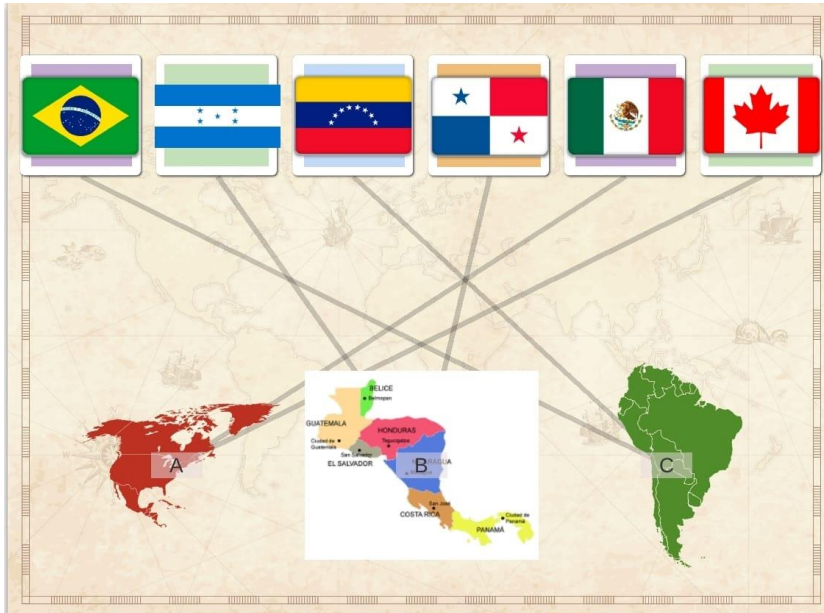 BELICE
Belmopan
GUATEMALA
Ciudad de
Guatemala
HONDURAS
Tegucigalpa
San Salvador
EL SALVADOR
A
B
C
San José
COSTA RICA
Ciudad de
Panamá
PANAMÁ